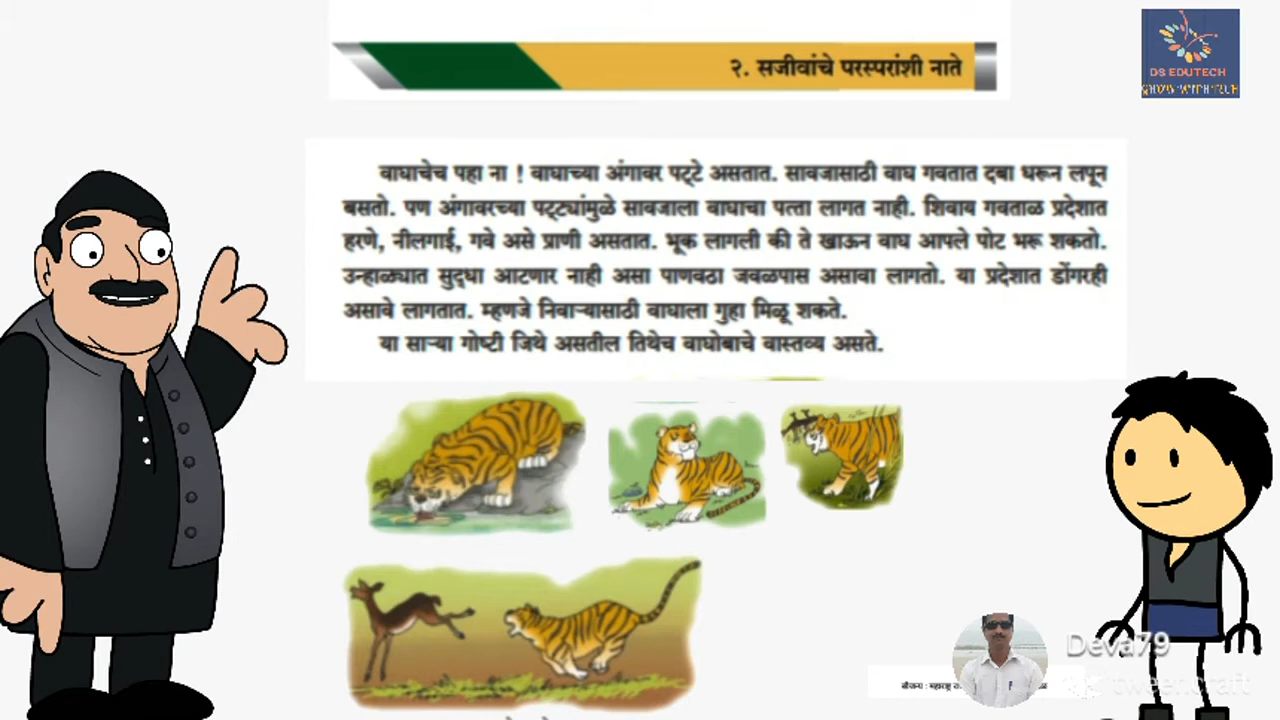 २. सजीवांचे परस्परांशी नाते
DS EDUTECH
GROW WITH TECH
वाघाचेच पहा ना ! वाघाच्या अंगावर पट्टे असतात. सावजासाठी वाघ गवतात दबा धरून लपून
बसतो. पण अंगावरच्या पट्ट्यांमुळे सावजाला वाघाचा पत्ता लागत नाही. शिवाय गवताळ प्रदेशात
हरणे, नीलगाई, गवे असे प्राणी असतात. भूक लागली की ते खाऊन वाघ आपले पोट भरू शकतो.
उन्हाळ्यात सुद्धा आटणार नाही असा पाणवठा जवळपास असावा लागतो. या प्रदेशात डोंगरही
असावे लागतात. म्हणजे निवाऱ्यासाठी वाघाला गुहा मिळू शकते.
या साऱ्या गोष्टी जिथे असतील तिथेच वाघोबाचे वास्तव्य असते.
Deva79
tweencraft